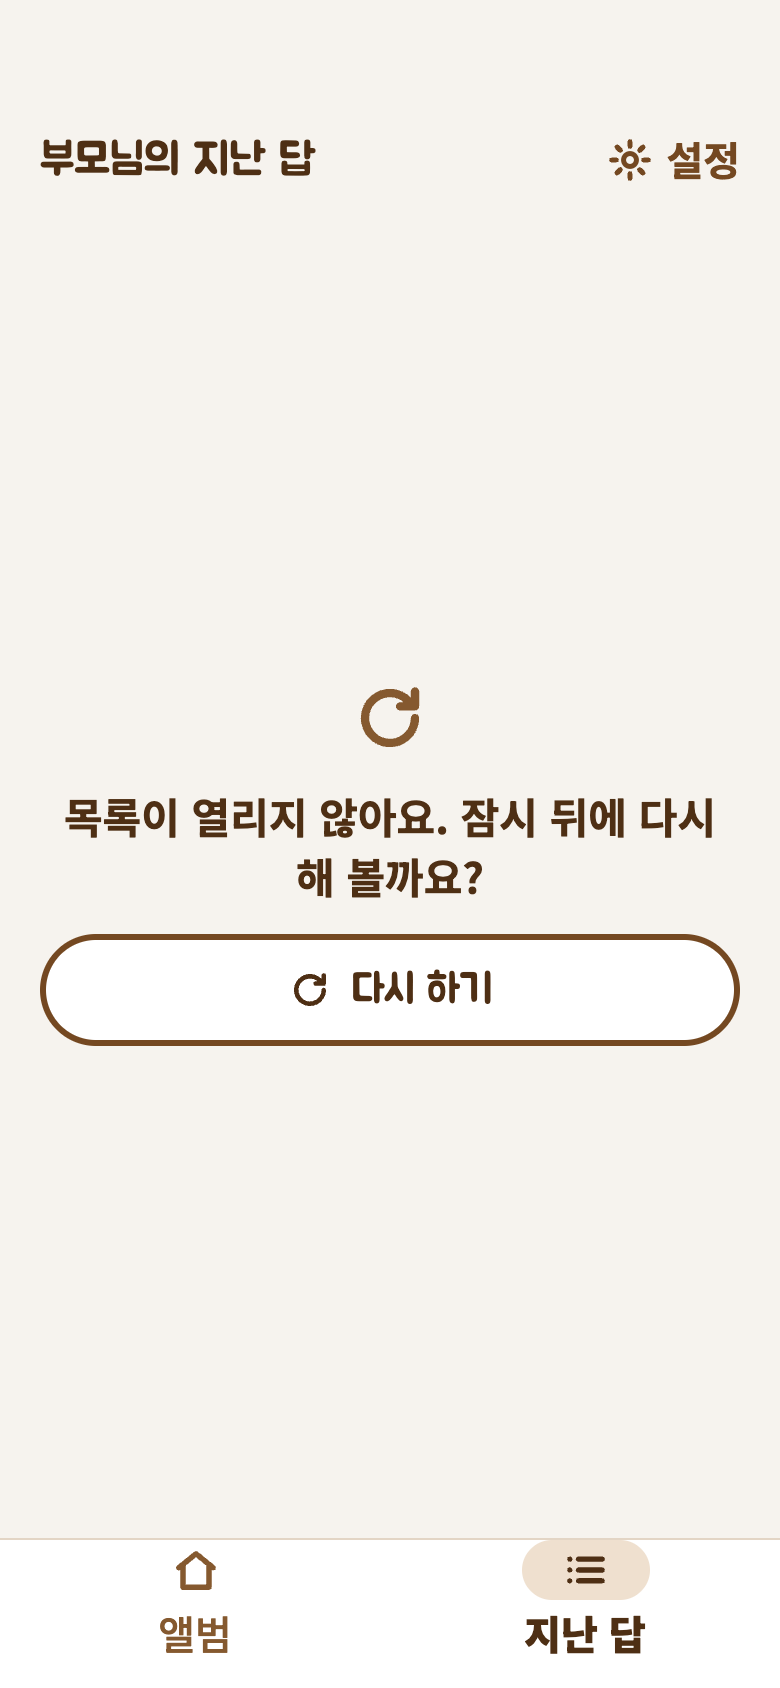 부모님의 지난 답
설정
목록이 열리지 않아요. 잠시 뒤에 다시
해 볼까요?
다시 하기
앨범
지난 답